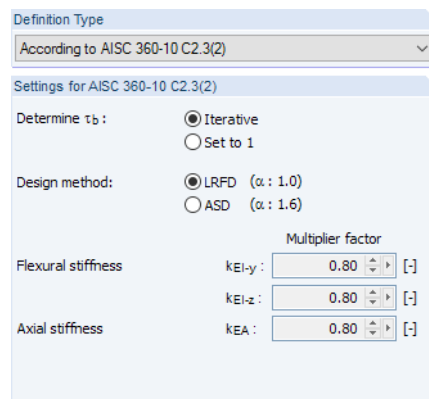 Definition Type
According to AISC 360-10 C2.3(2)
Settings for AISC 360-10 C2.3(2)
Determine τb : Iterative
Set to 1
Design method: LRFD (α : 1.0)
ASD (α : 1.6)
Multiplier factor
Flexural stiffness kEI-y : 0.80 [-]
kEI-z : 0.80 [-]
Axial stiffness kEA : 0.80 [-]